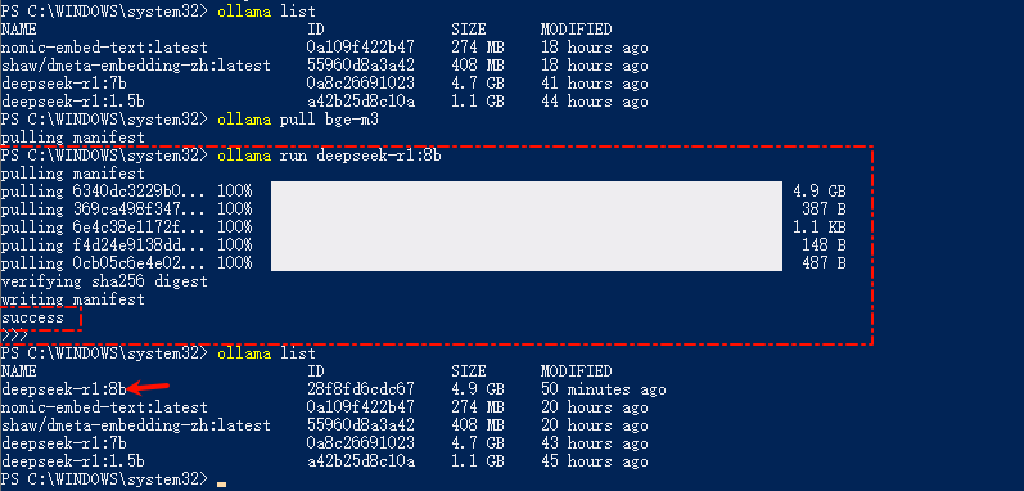 PS C:\WINDOWS\system32> ollama list
NAME ID SIZE MODIFIED
nomic-embed-text:latest 0a109f422b47 274 MB 18 hours ago
shaw/dmeta-embedding-zh:latest 55960d8a3a42 408 MB 18 hours ago
deepseek-r1:7b 0a8c26691023 4.7 GB 41 hours ago
deepseek-r1:1.5b a42b25d8c10a 1.1 GB 44 hours ago
PS C:\WINDOWS\system32> ollama pull bge-m3
pulling manifest
PS C:\WINDOWS\system32> ollama run deepseek-r1:8b
pulling manifest
pulling 6340dc3229b0... 100% 4.9 GB
pulling 369ca498f347... 100% 387 B
pulling 6e4c38e1172f... 100% 1.1 KB
pulling f4d24e9138dd... 100% 148 B
pulling 0cb05c6e4e02... 100% 487 B
verifying sha256 digest
writing manifest
success
>>>
PS C:\WINDOWS\system32> ollama list
NAME ID SIZE MODIFIED
deepseek-r1:8b 28f8fd6cdc67 4.9 GB 50 minutes ago
nomic-embed-text:latest 0a109f422b47 274 MB 20 hours ago
shaw/dmeta-embedding-zh:latest 55960d8a3a42 408 MB 20 hours ago
deepseek-r1:7b 0a8c26691023 4.7 GB 43 hours ago
deepseek-r1:1.5b a42b25d8c10a 1.1 GB 45 hours ago
PS C:\WINDOWS\system32>